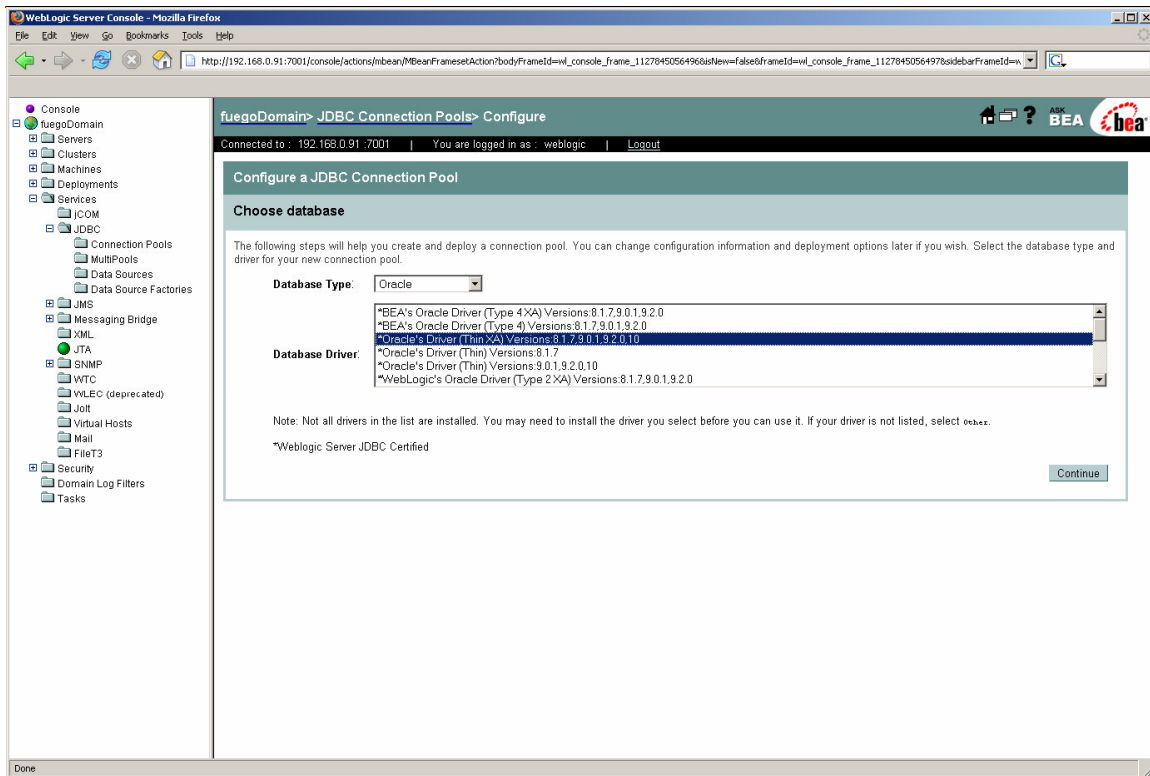 WebLogic Server Console - Mozilla Firefox
File Edit View Go Bookmarks Tools Help
http://192.168.0.91:7001/console/actions/mbean/MBeanFramesetAction?bodyFrameId=wl_console_frame_1127845056496&isNew=false&frameId=wl_console_frame_1127845056497&sidebarFrameId=w
Console
fuegoDomain
Servers
Clusters
Machines
Deployments
Services
jCOM
JDBC
Connection Pools
MultiPools
Data Sources
Data Source Factories
JMS
Messaging Bridge
XML
JTA
SNMP
WTC
WLEC (deprecated)
Jolt
Virtual Hosts
Mail
FileT3
Security
Domain Log Filters
Tasks
fuegoDomain> JDBC Connection Pools> Configure
? ASK BEA bea
Connected to : 192.168.0.91 :7001 | You are logged in as : weblogic | Logout
Configure a JDBC Connection Pool
Choose database
The following steps will help you create and deploy a connection pool. You can change configuration information and deployment options later if you wish. Select the database type and
driver for your new connection pool.
Database Type: Oracle
Database Driver:
*BEA's Oracle Driver (Type 4 XA) Versions:8.1.7,9.0.1,9.2.0
*BEA's Oracle Driver (Type 4) Versions:8.1.7,9.0.1,9.2.0
*Oracle's Driver (Thin XA) Versions:8.1.7,9.0.1,9.2.0,10
*Oracle's Driver (Thin) Versions:8.1.7
*Oracle's Driver (Thin) Versions:9.0.1,9.2.0,10
*WebLogic's Oracle Driver (Type 2 XA) Versions:8.1.7,9.0.1,9.2.0
Note: Not all drivers in the list are installed. You may need to install the driver you select before you can use it. If your driver is not listed, select Other.
*Weblogic Server JDBC Certified
Continue
Done